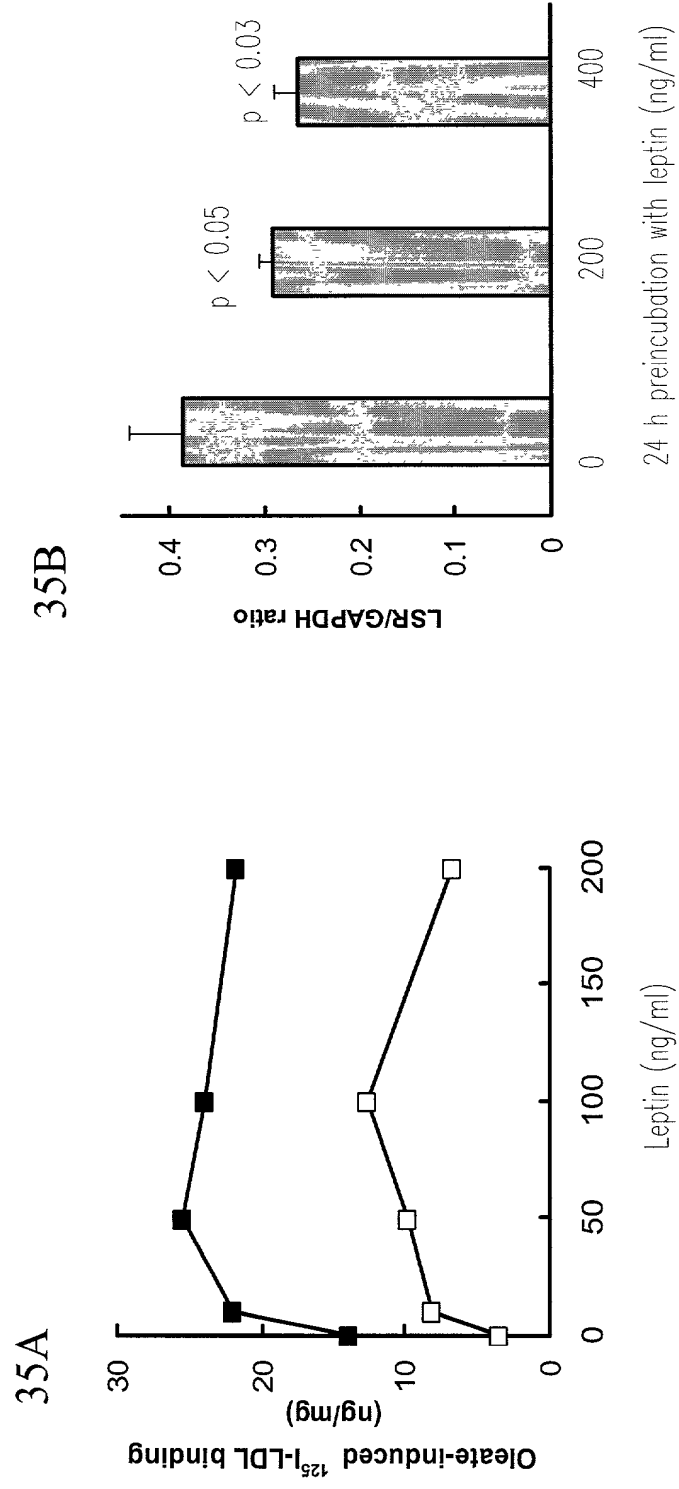 35A
Oleate-induced ¹²⁵I-LDL binding
(ng/mg)
30
20
10
0
0 50 100 150 200
Leptin (ng/ml)
35B
LSR/GAPDH ratio
0.4
0.3
0.2
0.1
0
p < 0.05
p < 0.03
0 200 400
24 h preincubation with leptin (ng/ml)